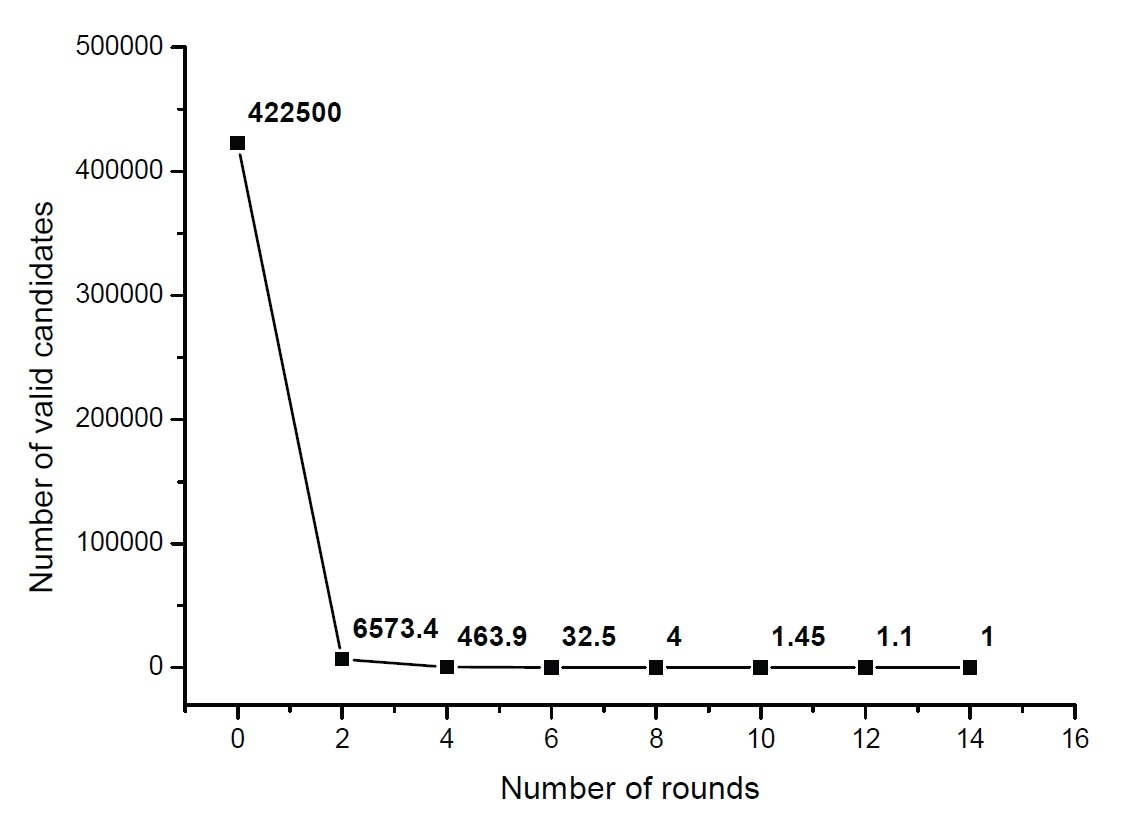 500000
422500
400000
300000
200000
100000
0
6573.4 463.9 32.5 4 1.45 1.1 1
0 2 4 6 8 10 12 14 16
Number of rounds
Number of valid candidates